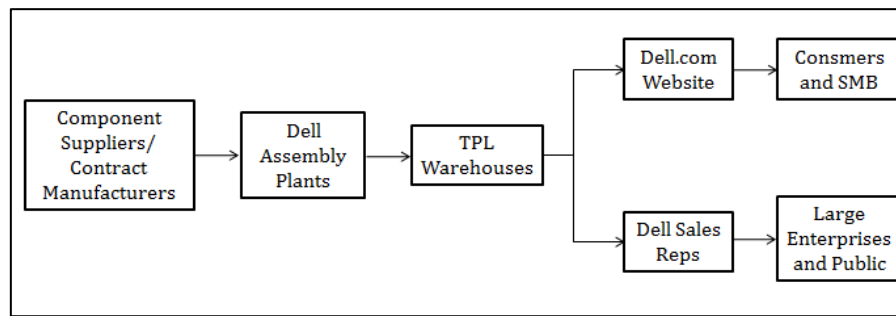 Component
Suppliers/
Contract
Manufacturers
Dell
Assembly
Plants
TPL
Warehouses
Dell.com
Website
Consmers
and SMB
Dell Sales
Reps
Large
Enterprises
and Public